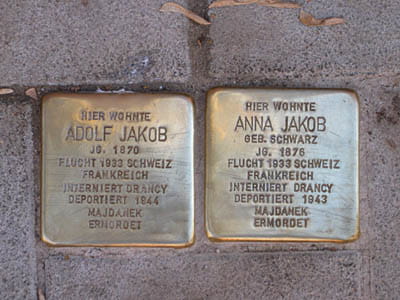 HIER WOHNTE
ADOLF JAKOB
JG. 1870
FLUCHT 1933 SCHWEIZ
FRANKREICH
INTERNIERT DRANCY
DEPORTIERT 1944
MAJDANEK
ERMORDET
HIER WOHNTE
ANNA JAKOB
GEB. SCHWARZ
JG. 1876
FLUCHT 1933 SCHWEIZ
FRANKREICH
INTERNIERT DRANCY
DEPORTIERT 1943
MAJDANEK
ERMORDET